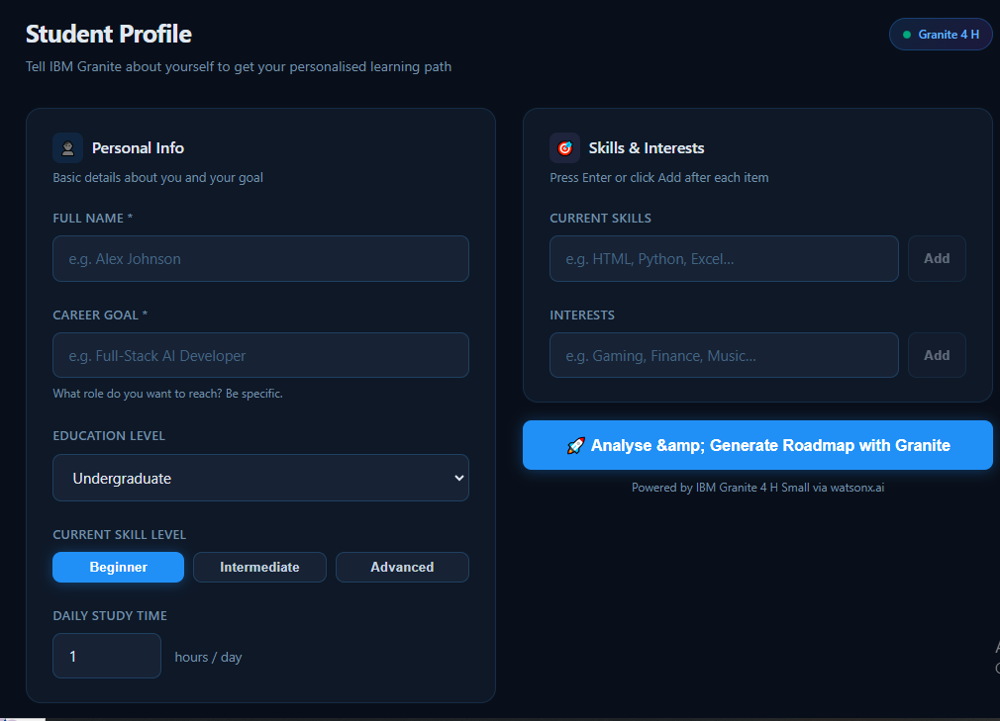 Student Profile
Granite 4 H
Tell IBM Granite about yourself to get your personalised learning path
Personal Info
Basic details about you and your goal
FULL NAME *
e.g. Alex Johnson
CAREER GOAL *
e.g. Full-Stack AI Developer
What role do you want to reach? Be specific.
EDUCATION LEVEL
Undergraduate
CURRENT SKILL LEVEL
Beginner Intermediate Advanced
DAILY STUDY TIME
1 hours / day
Skills & Interests
Press Enter or click Add after each item
CURRENT SKILLS
e.g. HTML, Python, Excel... Add
INTERESTS
e.g. Gaming, Finance, Music... Add
🚀 Analyse &amp; Generate Roadmap with Granite
Powered by IBM Granite 4 H Small via watsonx.ai